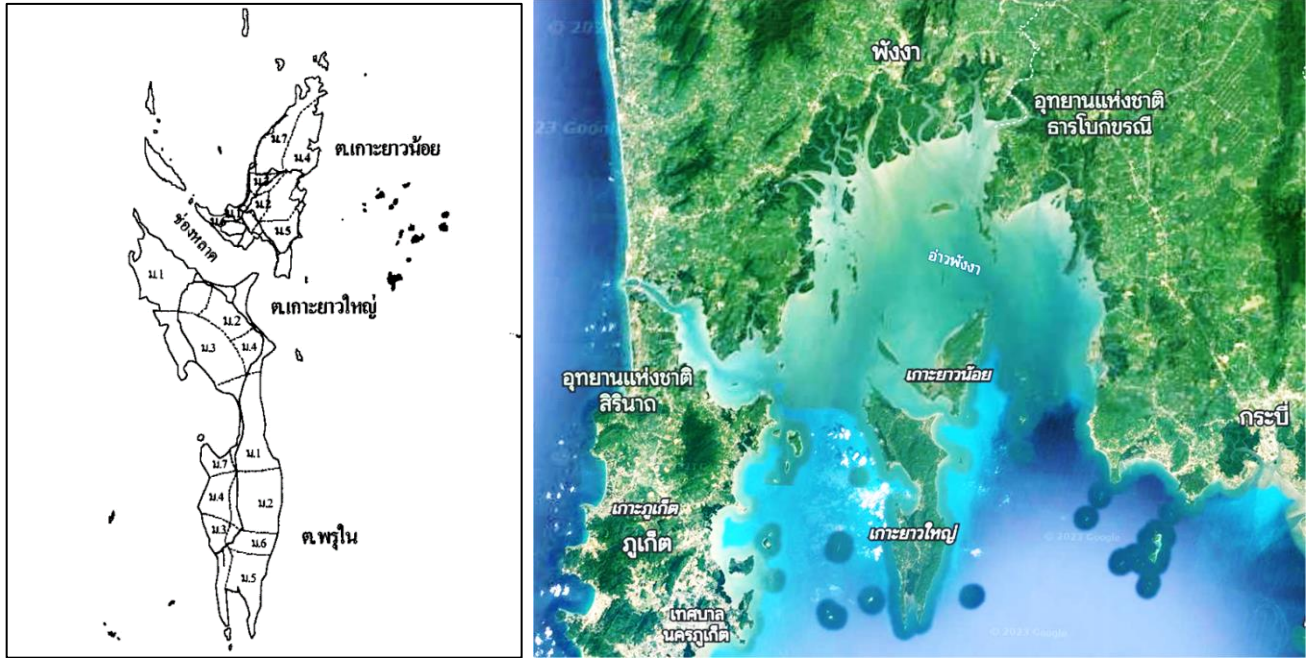 ม.7
ม.4
ต.เกาะยาวน้อย
ม.2
ม.5
ช่องหลาด
ม.1
ต.เกาะยาวใหญ่
ม.2
ม.3
ม.4
ม.1
ม.7
ม.4
ม.2
ม.3
ม.6
ต.พรุใน
ม.5
พังงา
อุทยานแห่งชาติ
ธารโบกขรณี
อ่าวพังงา
อุทยานแห่งชาติ
สิรินาถ
เกาะยาวน้อย
กระบี่
เกาะภูเก็ต
ภูเก็ต
เกาะยาวใหญ่
เทศบาล
นครภูเก็ต
© 2023 Google
© 2023 Google